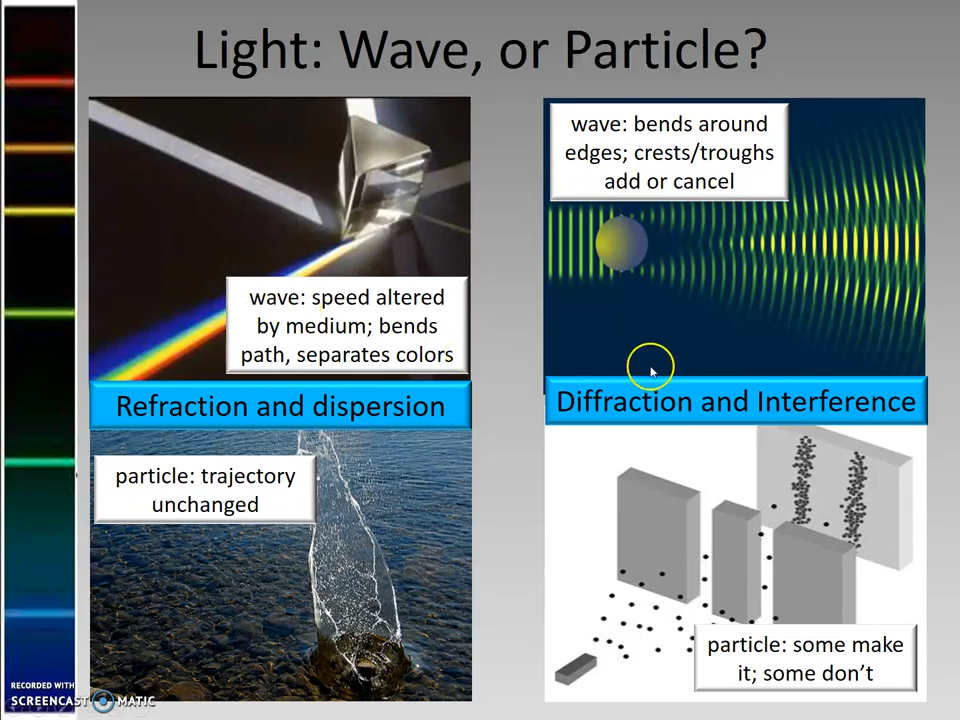 Light: Wave, or Particle?
wave: speed altered
by medium; bends
path, separates colors
Refraction and dispersion
particle: trajectory
unchanged
wave: bends around
edges; crests/troughs
add or cancel
Diffraction and Interference
particle: some make
it; some don’t
RECORDED WITH
SCREENCAST MATIC